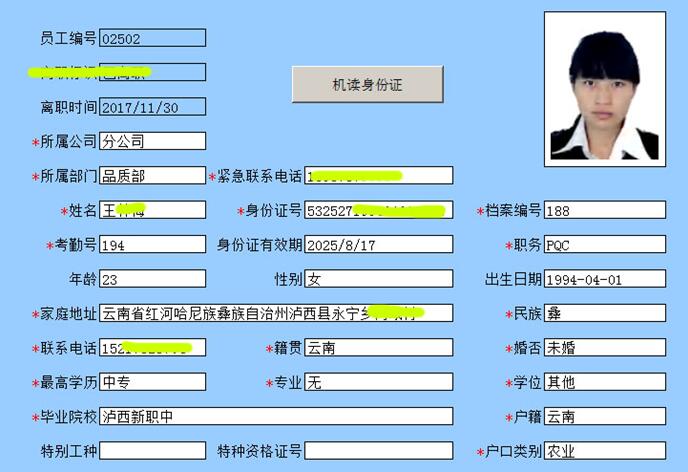 员工编号 02502
机读身份证
离职时间 2017/11/30
*所属公司 分公司
*所属部门 品质部 *紧急联系电话
*姓名 王 *身份证号 532527 *档案编号 188
*考勤号 194 身份证有效期 2025/8/17 *职务 PQC
年龄 23 性别 女 出生日期 1994-04-01
*家庭地址 云南省红河哈尼族彝族自治州泸西县永宁乡 *民族 彝
*联系电话 152 *籍贯 云南 *婚否 未婚
*最高学历 中专 *专业 无 *学位 其他
*毕业院校 泸西新职中 *户籍 云南
特别工种 特种资格证号 *户口类别 农业